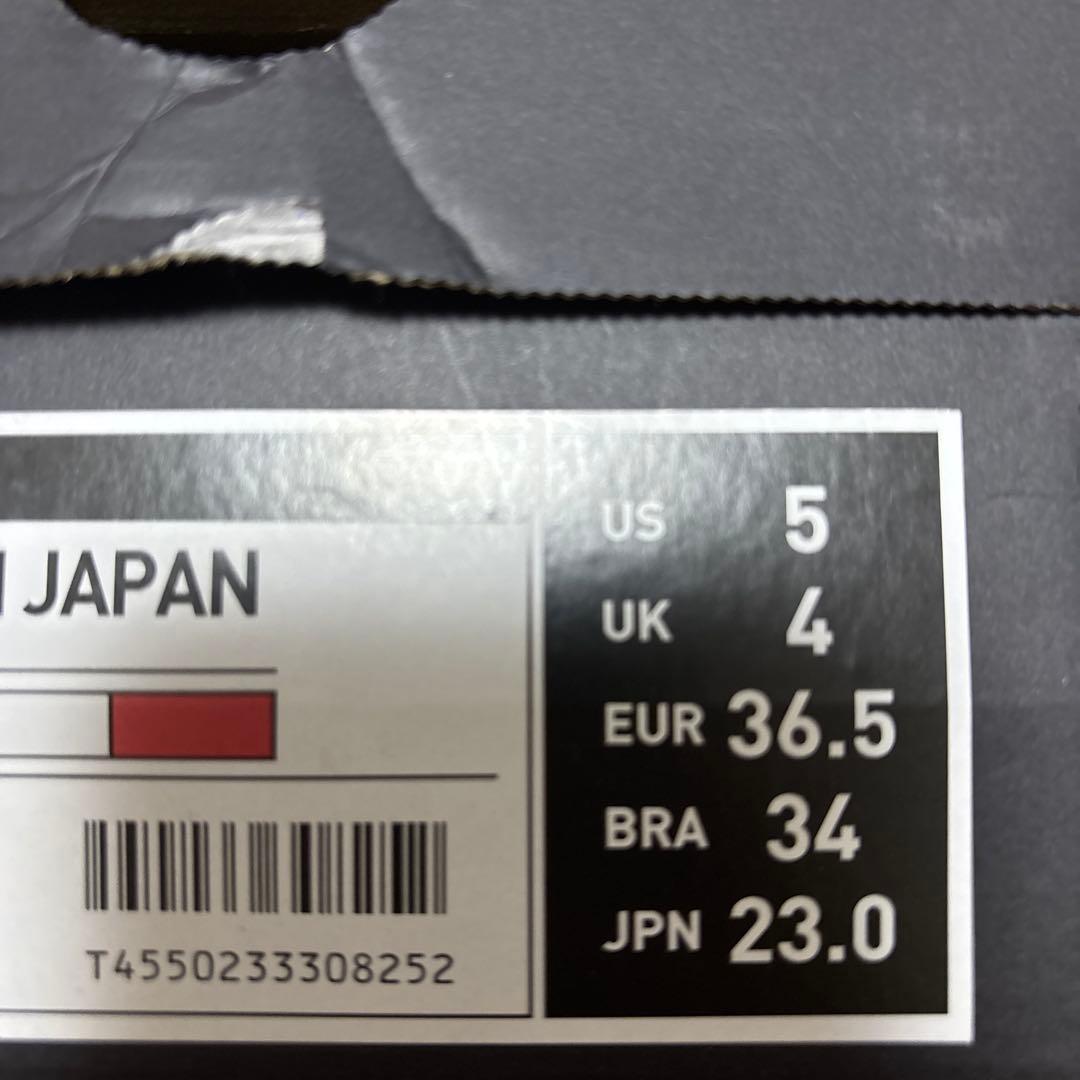 JAPAN
T4550233308252
US 5
UK 4
EUR 36.5
BRA 34
JPN 23.0